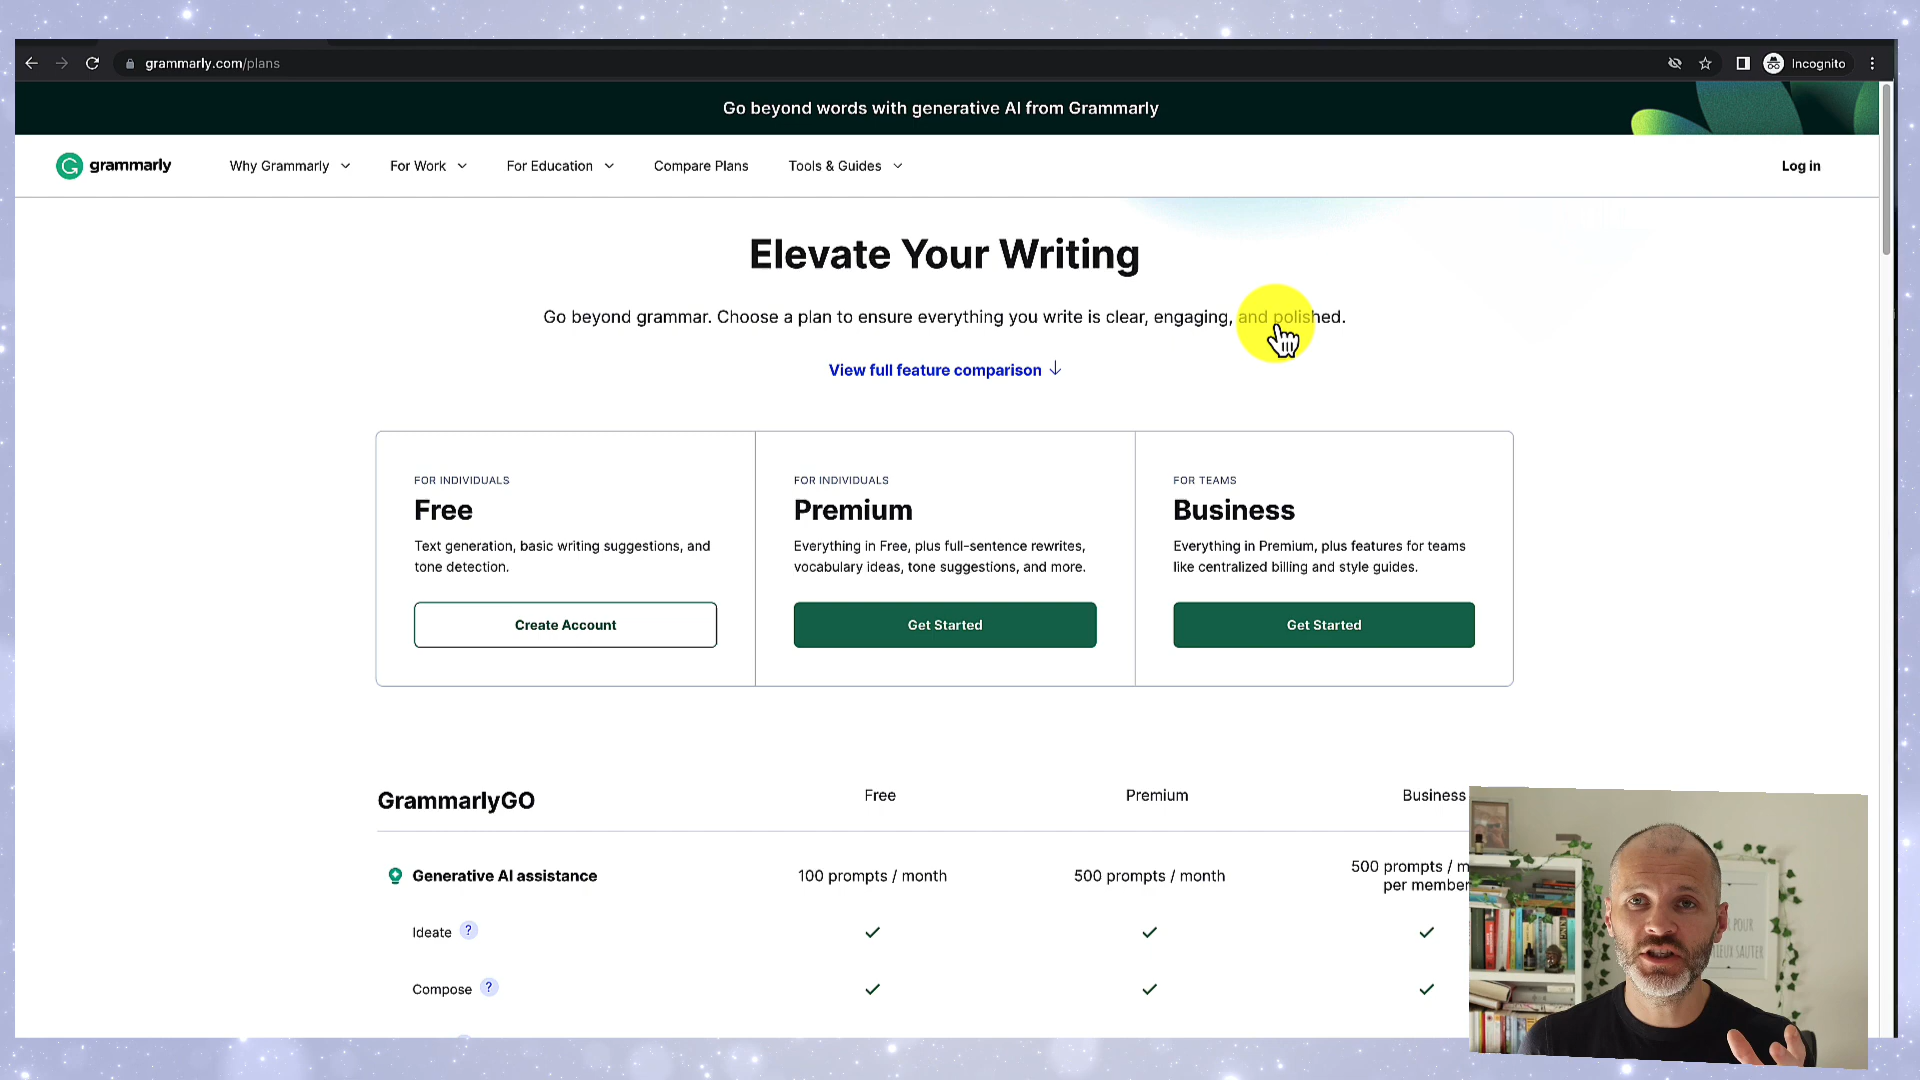 grammarly.com/plans
Incognito
Go beyond words with generative AI from Grammarly
grammarly
Why Grammarly
For Work
For Education
Compare Plans
Tools & Guides
Log in
Elevate Your Writing
Go beyond grammar. Choose a plan to ensure everything you write is clear, engaging, and polished.
View full feature comparison ↓
FOR INDIVIDUALS
Free
Text generation, basic writing suggestions, and
tone detection.
Create Account
FOR INDIVIDUALS
Premium
Everything in Free, plus full-sentence rewrites,
vocabulary ideas, tone suggestions, and more.
Get Started
FOR TEAMS
Business
Everything in Premium, plus features for teams
like centralized billing and style guides.
Get Started
GrammarlyGO
Free
Premium
Business
Generative AI assistance
100 prompts / month
500 prompts / month
500 prompts / m
per member
Ideate ?
Compose ?
POUR
SAUTER